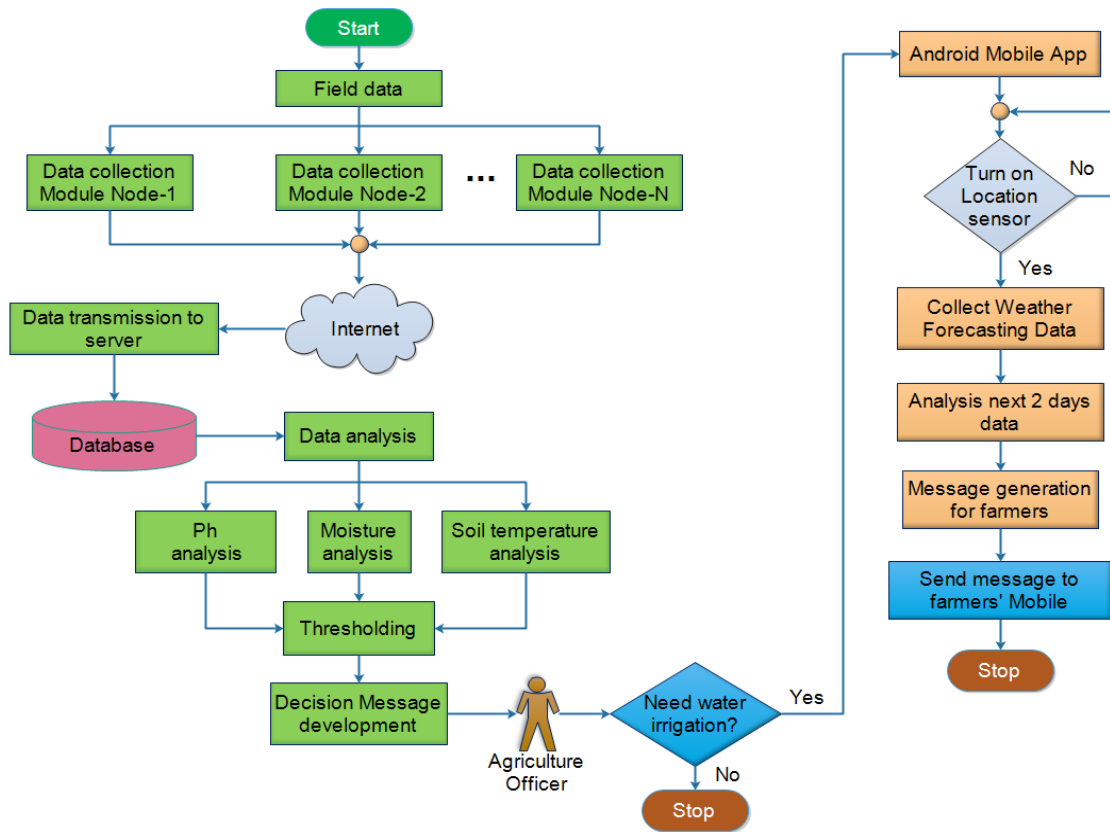 Start
Field data
Data collection
Module Node-1
Data collection
Module Node-2
...
Data collection
Module Node-N
Internet
Data transmission to
server
Database
Data analysis
Ph
analysis
Moisture
analysis
Soil temperature
analysis
Thresholding
Decision Message
development
Agriculture
Officer
Need water
irrigation?
Yes
No
Stop
Android Mobile App
Turn on
Location
sensor
No
Yes
Collect Weather
Forecasting Data
Analysis next 2 days
data
Message generation
for farmers
Send message to
farmers' Mobile
Stop